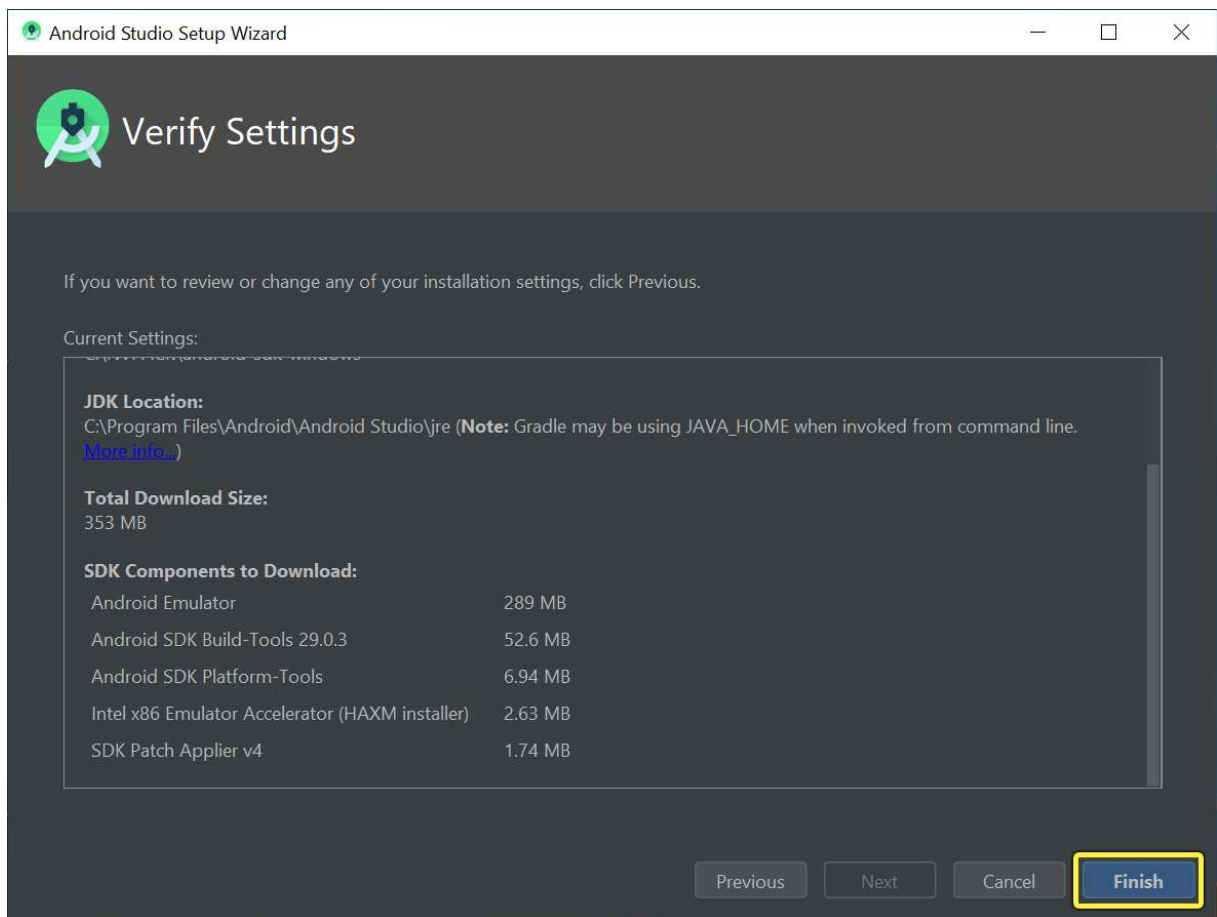 Android Studio Setup Wizard
Verify Settings
If you want to review or change any of your installation settings, click Previous.
Current Settings:
JDK Location:
C:\Program Files\Android\Android Studio\jre (Note: Gradle may be using JAVA_HOME when invoked from command line.
More info...)
Total Download Size:
353 MB
SDK Components to Download:
Android Emulator 289 MB
Android SDK Build-Tools 29.0.3 52.6 MB
Android SDK Platform-Tools 6.94 MB
Intel x86 Emulator Accelerator (HAXM installer) 2.63 MB
SDK Patch Applier v4 1.74 MB
Previous Next Cancel Finish